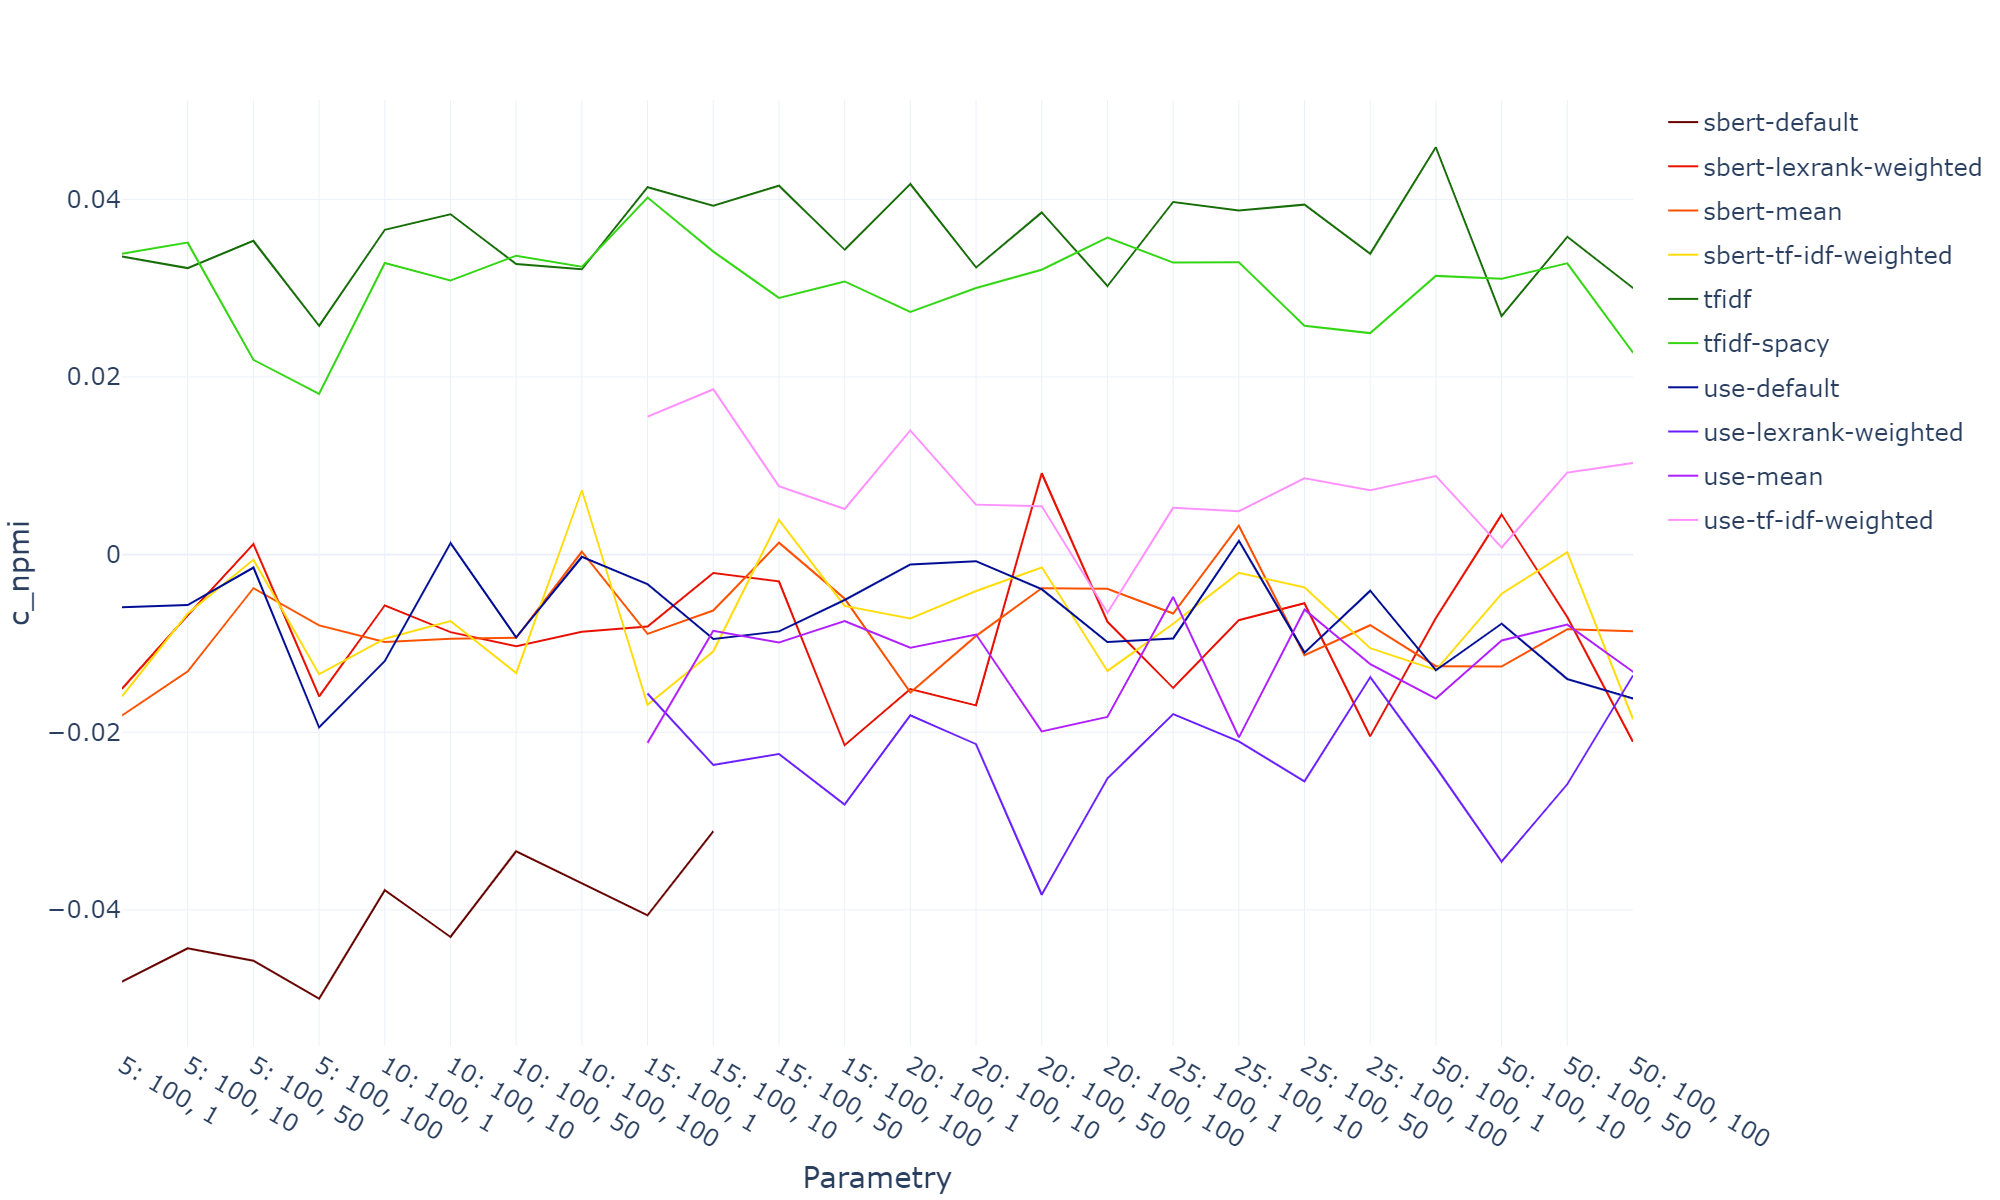 0.04
0.02
0
−0.02
−0.04
c_npmi
5: 100, 1
5: 100, 10
5: 100, 50
5: 100, 100
10: 100, 1
10: 100, 10
10: 100, 50
10: 100, 100
15: 100, 1
15: 100, 10
15: 100, 50
15: 100, 100
20: 100, 1
20: 100, 10
20: 100, 50
20: 100, 100
25: 100, 1
25: 100, 10
25: 100, 50
25: 100, 100
50: 100, 1
50: 100, 10
50: 100, 50
50: 100, 100
Parametry
sbert-default
sbert-lexrank-weighted
sbert-mean
sbert-tf-idf-weighted
tfidf
tfidf-spacy
use-default
use-lexrank-weighted
use-mean
use-tf-idf-weighted